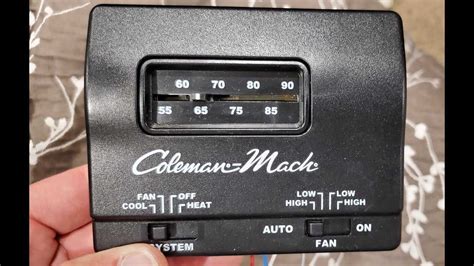 60 70 80 90
55 65 75 85
Coleman-Mach
FAN OFF
COOL HEAT
LOW LOW
HIGH HIGH
AUTO ON
SYSTEM FAN